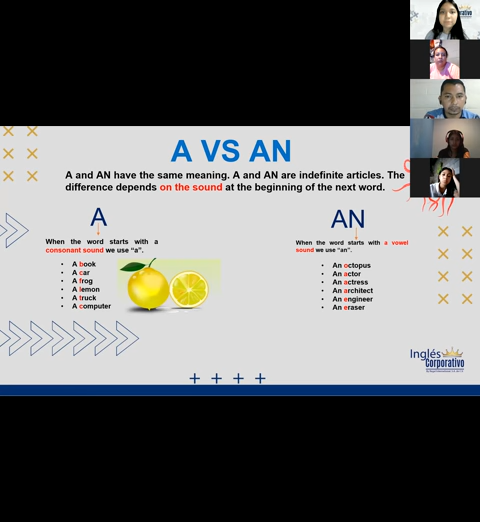 A VS AN
A and AN have the same meaning. A and AN are indefinite articles. The
difference depends on the sound at the beginning of the next word.
A
When the word starts with a
consonant sound we use "a".
• A book
• A car
• A frog
• A lemon
• A truck
• A computer
AN
When the word starts with a vowel
sound we use "an".
• An octopus
• An actor
• An actress
• An architect
• An engineer
• An eraser
Inglés
Corporativo